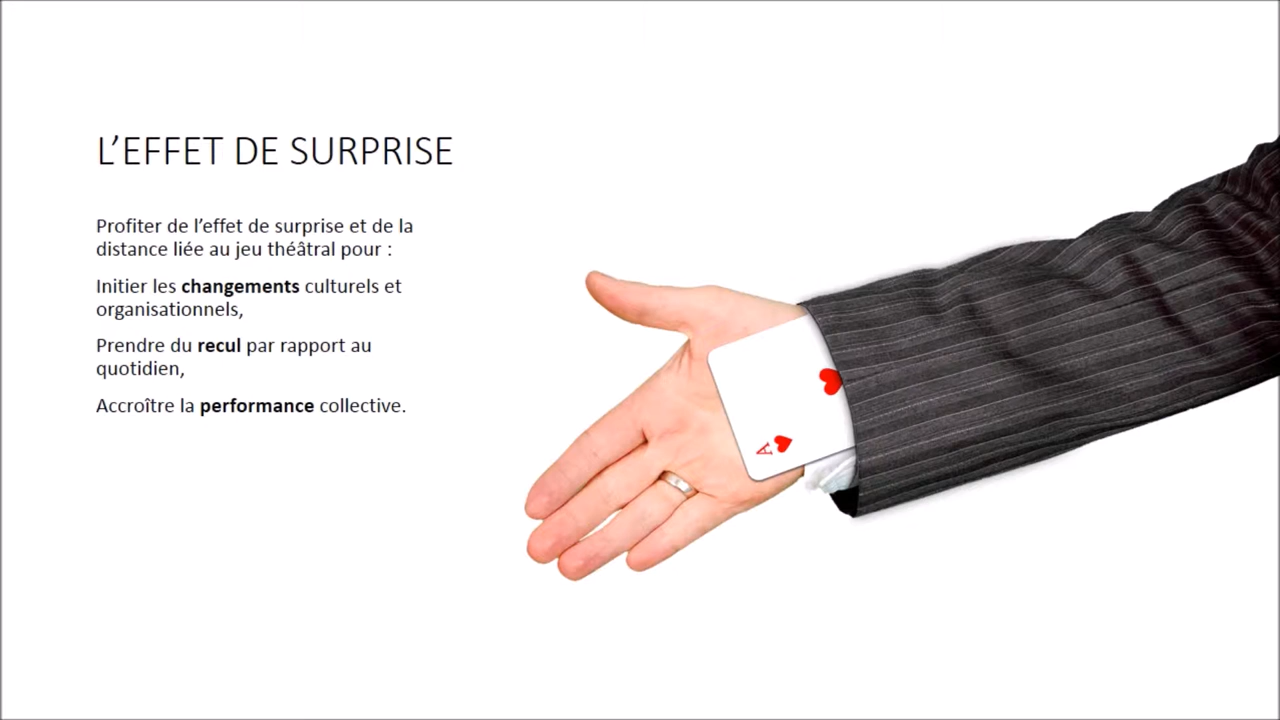 L’EFFET DE SURPRISE
Profiter de l’effet de surprise et de la
distance liée au jeu théâtral pour :
Initier les changements culturels et
organisationnels,
Prendre du recul par rapport au
quotidien,
Accroître la performance collective.
A